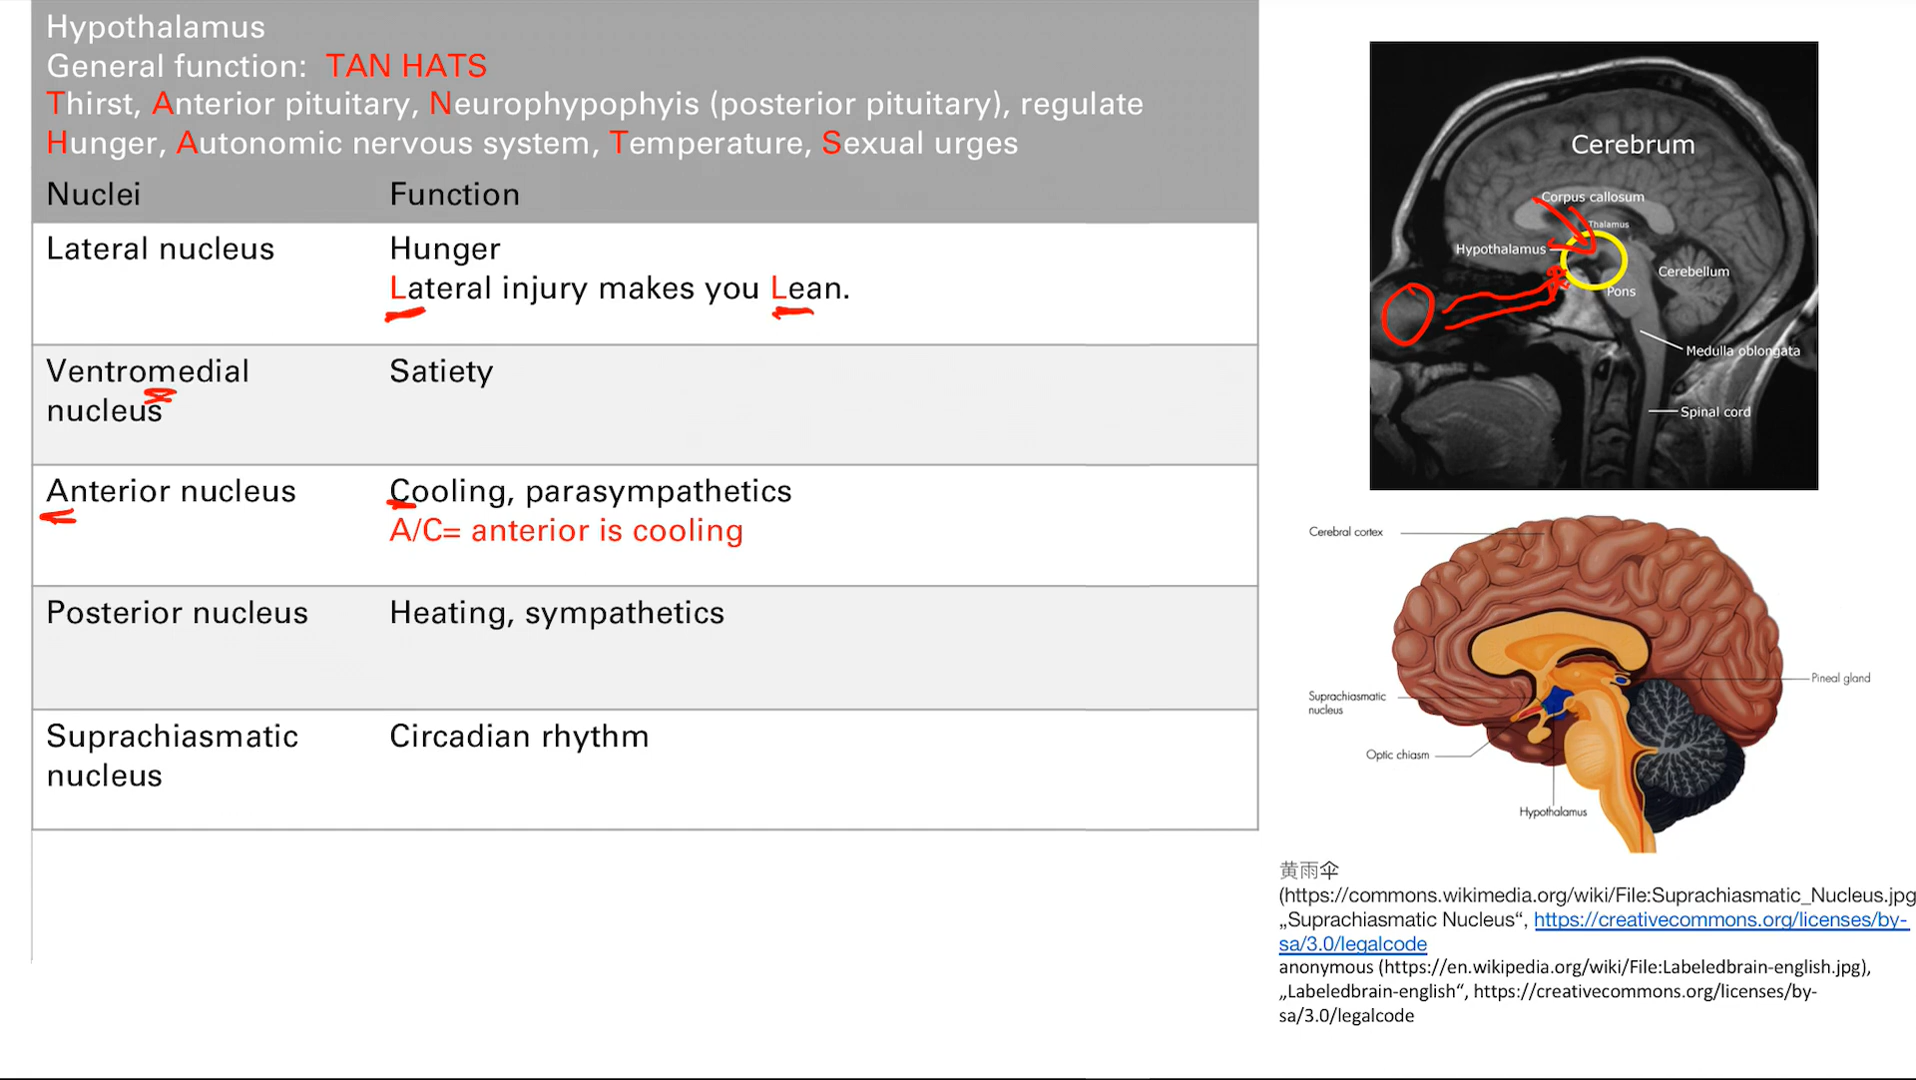 Hypothalamus
General function: TAN HATS
Thirst, Anterior pituitary, Neurophypophyis (posterior pituitary), regulate
Hunger, Autonomic nervous system, Temperature, Sexual urges
Nuclei Function
Lateral nucleus Hunger
Lateral injury makes you Lean.
Ventromedial Satiety
nucleus
Anterior nucleus Cooling, parasympathetics
A/C= anterior is cooling
Posterior nucleus Heating, sympathetics
Suprachiasmatic Circadian rhythm
nucleus
Cerebrum
Corpus callosum
Thalamus
Hypothalamus
Cerebellum
Pons
Medulla oblongata
Spinal cord
Cerebral cortex
Pineal gland
Suprachiasmatic
nucleus
Optic chiasm
Hypothalamus
黄雨伞
(https://commons.wikimedia.org/wiki/File:Suprachiasmatic_Nucleus.jpg
„Suprachiasmatic Nucleus“, https://creativecommons.org/licenses/by-
sa/3.0/legalcode
anonymous (https://en.wikipedia.org/wiki/File:Labeledbrain-english.jpg),
„Labeledbrain-english“, https://creativecommons.org/licenses/by-
sa/3.0/legalcode